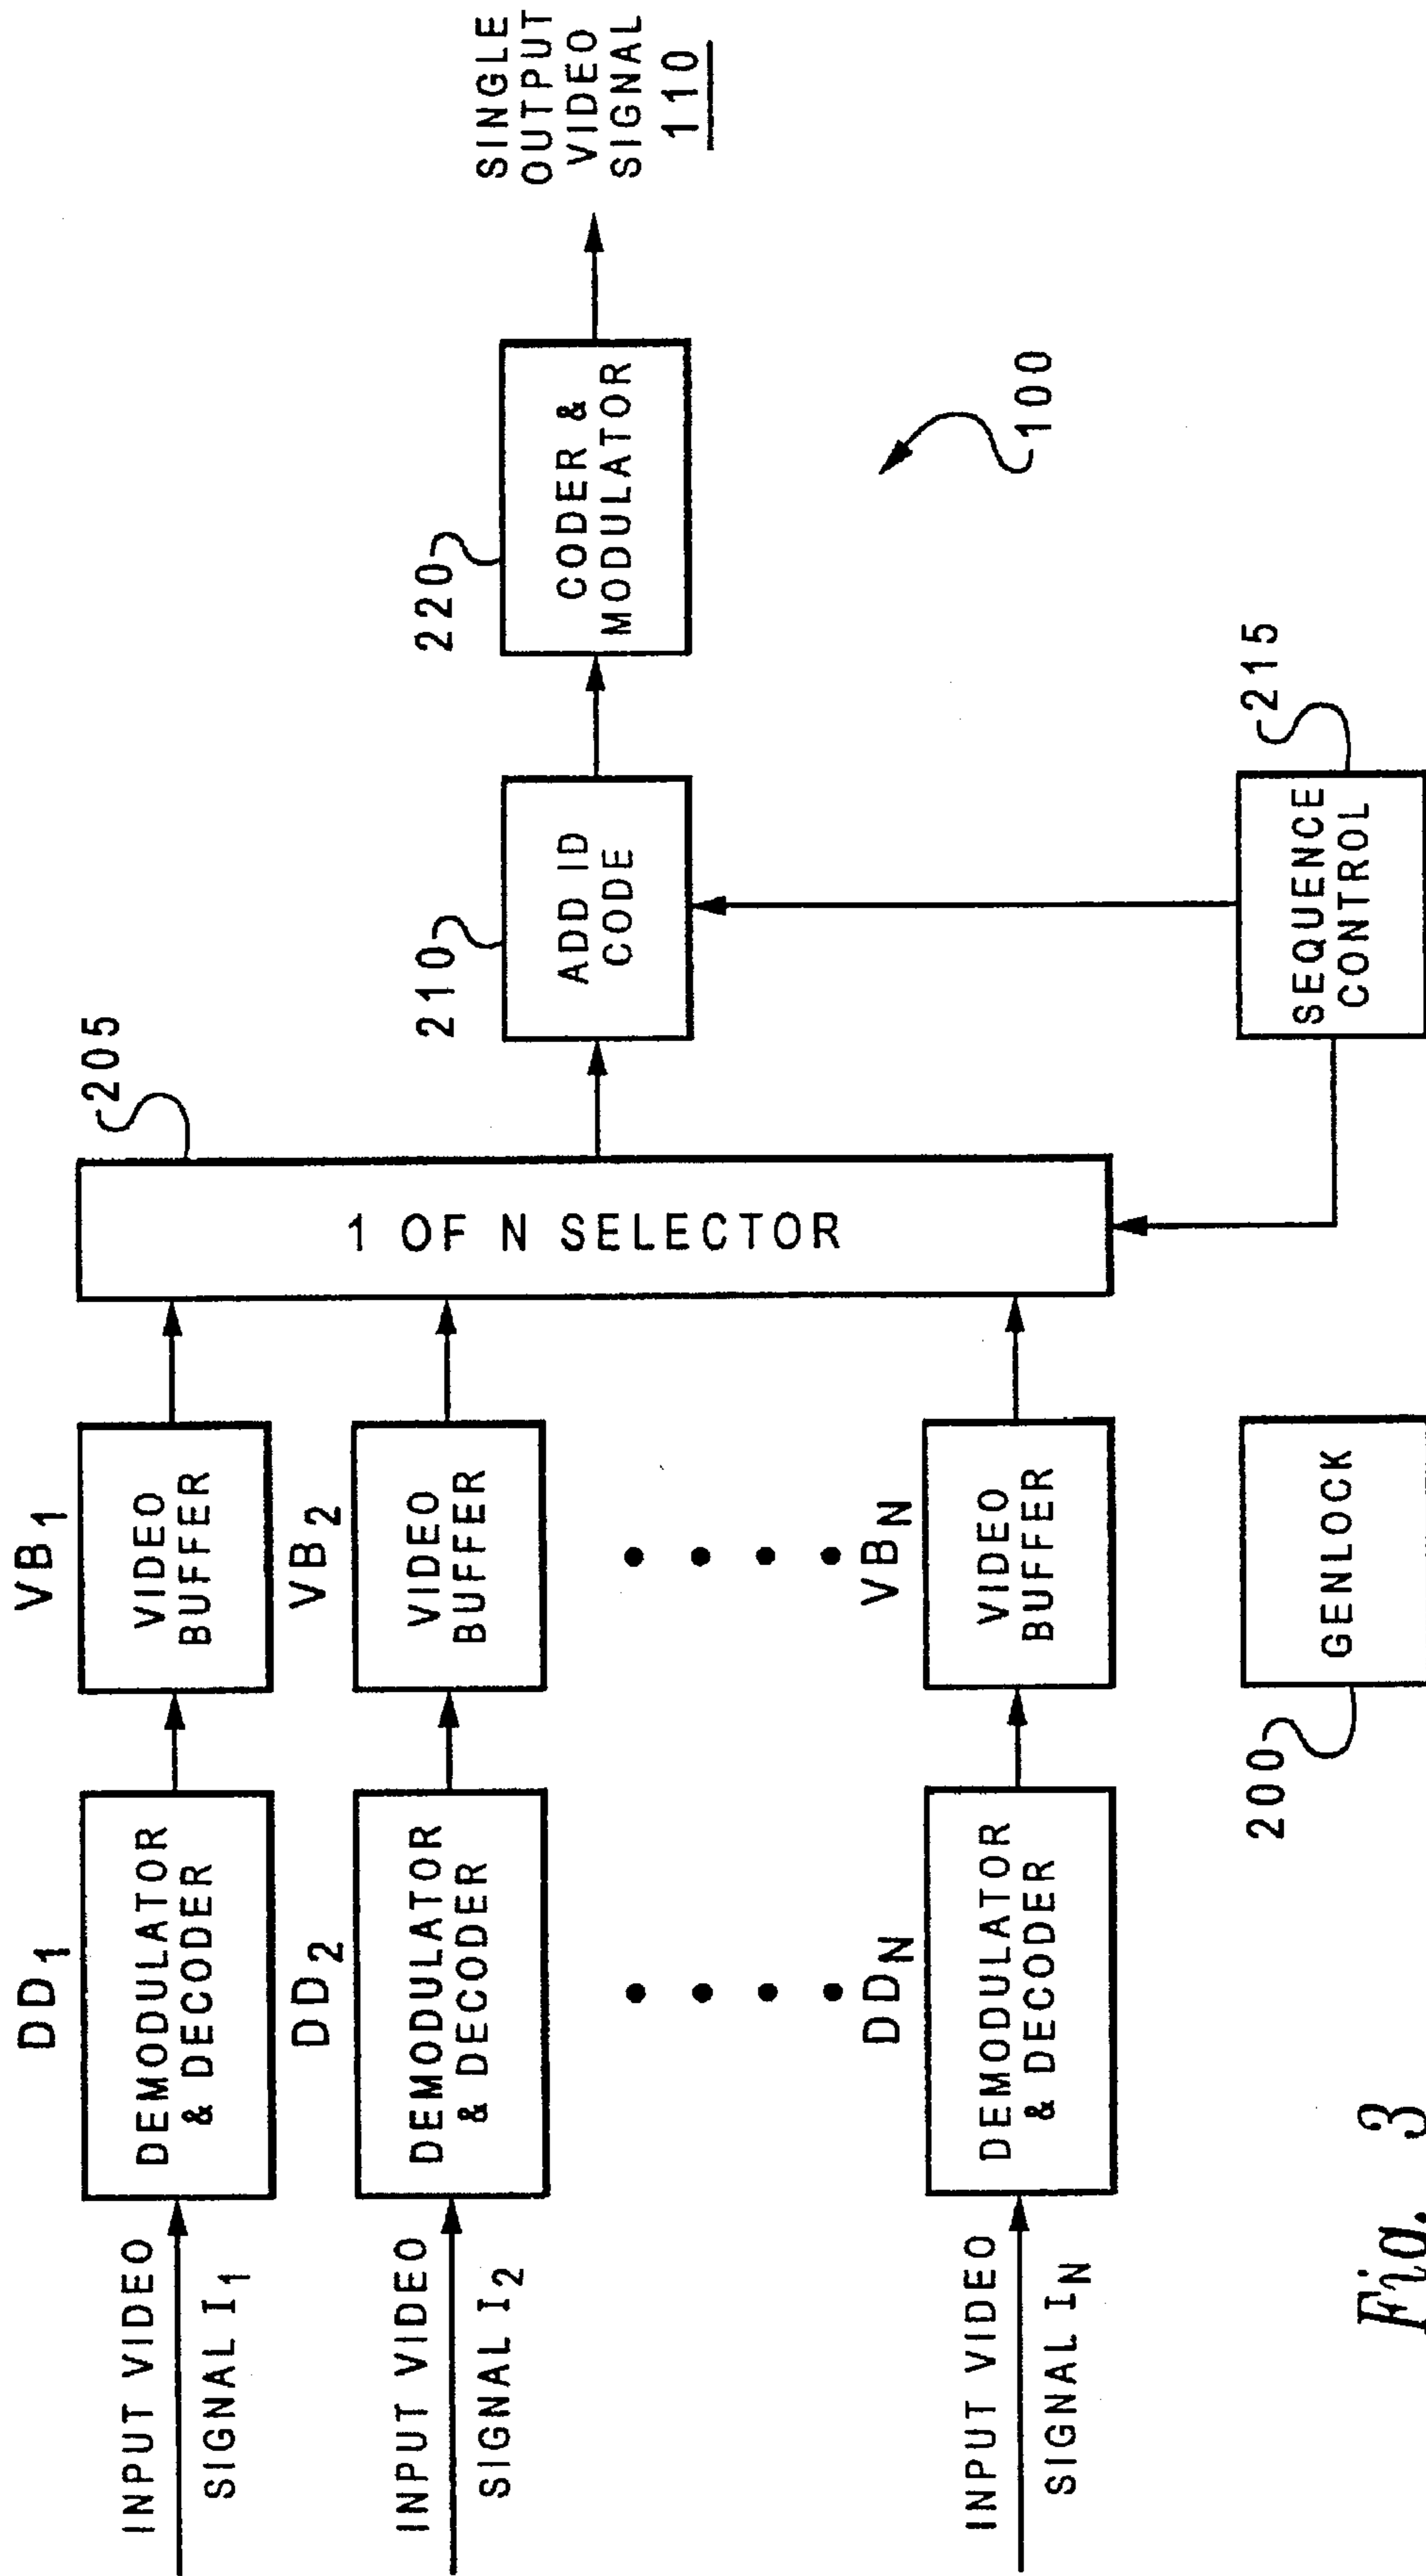 INPUT VIDEO
SIGNAL I1
DD1
DEMODULATOR
& DECODER
VB1
VIDEO
BUFFER
INPUT VIDEO
SIGNAL I2
DD2
DEMODULATOR
& DECODER
VB2
VIDEO
BUFFER
INPUT VIDEO
SIGNAL IN
DDN
DEMODULATOR
& DECODER
VBN
VIDEO
BUFFER
200
GENLOCK
1 OF N SELECTOR
205
210
ADD ID
CODE
SEQUENCE
CONTROL
215
220
CODER &
MODULATOR
100
SINGLE
OUTPUT
VIDEO
SIGNAL
110
Fig. 3